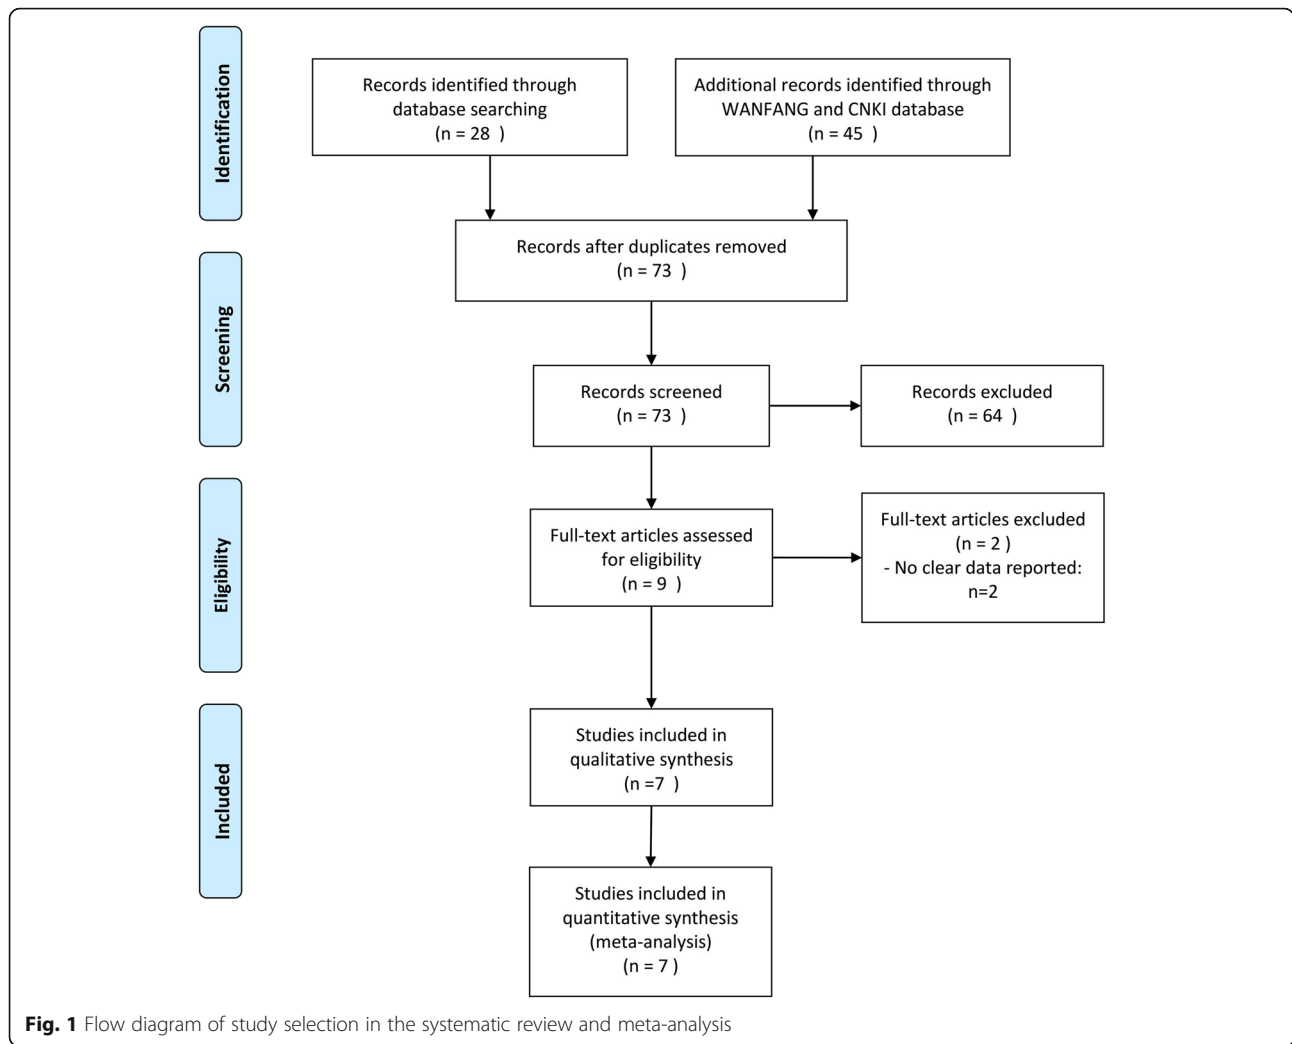 Identification
Records identified through
database searching
(n = 28  )
Additional records identified through
WANFANG and CNKI database
(n = 45  )
Records after duplicates removed
(n = 73  )
Screening
Records screened
(n = 73  )
Records excluded
(n = 64  )
Eligibility
Full-text articles assessed
for eligibility
(n = 9  )
Full-text articles excluded
(n = 2 )
- No clear data reported:
n=2
Included
Studies included in
qualitative synthesis
(n =7  )
Studies included in
quantitative synthesis
(meta-analysis)
(n = 7 )
Fig. 1 Flow diagram of study selection in the systematic review and meta-analysis